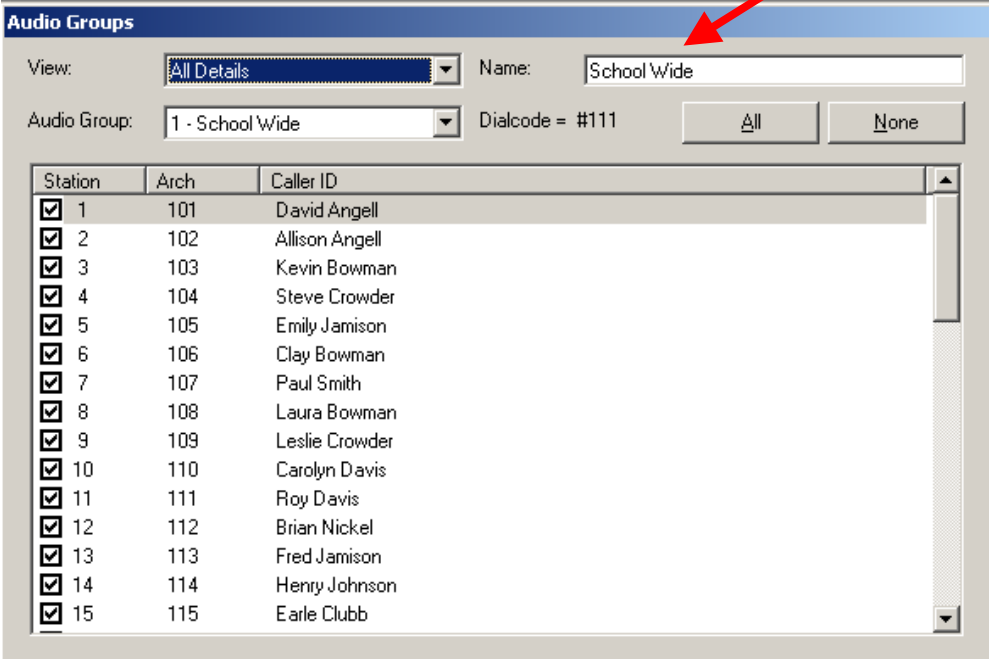 Audio Groups
View: All Details Name: School Wide
Audio Group: 1 - School Wide Dialcode = #111 All None
Station Arch Caller ID
1 101 David Angell
2 102 Allison Angell
3 103 Kevin Bowman
4 104 Steve Crowder
5 105 Emily Jamison
6 106 Clay Bowman
7 107 Paul Smith
8 108 Laura Bowman
9 109 Leslie Crowder
10 110 Carolyn Davis
11 111 Roy Davis
12 112 Brian Nickel
13 113 Fred Jamison
14 114 Henry Johnson
15 115 Earle Clubb